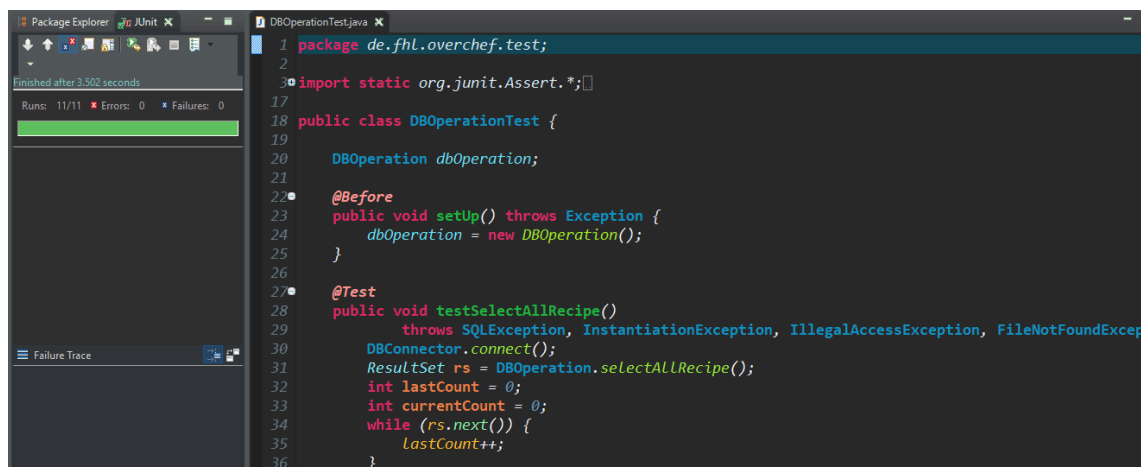 Package Explorer JUnit
Finished after 3.502 seconds
Runs: 11/11 Errors: 0 Failures: 0
Failure Trace
DBOperationTest.java
1 package de.fhl.overchef.test;
2
3 import static org.junit.Assert.*;
17
18 public class DBOperationTest {
19
20 DBOperation dbOperation;
21
22 @Before
23 public void setUp() throws Exception {
24 dbOperation = new DBOperation();
25 }
26
27 @Test
28 public void testSelectAllRecipe()
29 throws SQLException, InstantiationException, IllegalAccessException, FileNotFoundExcep
30 DBConnector.connect();
31 ResultSet rs = DBOperation.selectAllRecipe();
32 int lastCount = 0;
33 int currentCount = 0;
34 while (rs.next()) {
35 lastCount++;
36 }